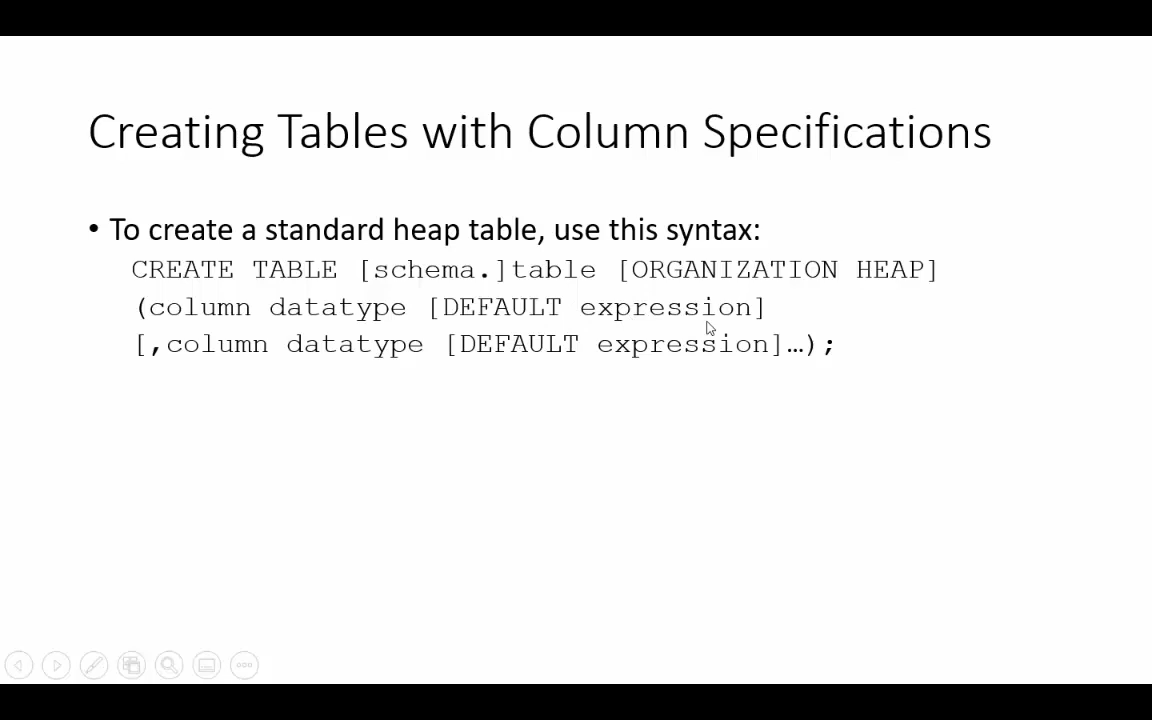 Creating Tables with Column Specifications
• To create a standard heap table, use this syntax:
CREATE TABLE [schema.]table [ORGANIZATION HEAP]
(column datatype [DEFAULT expression]
[,column datatype [DEFAULT expression]…);